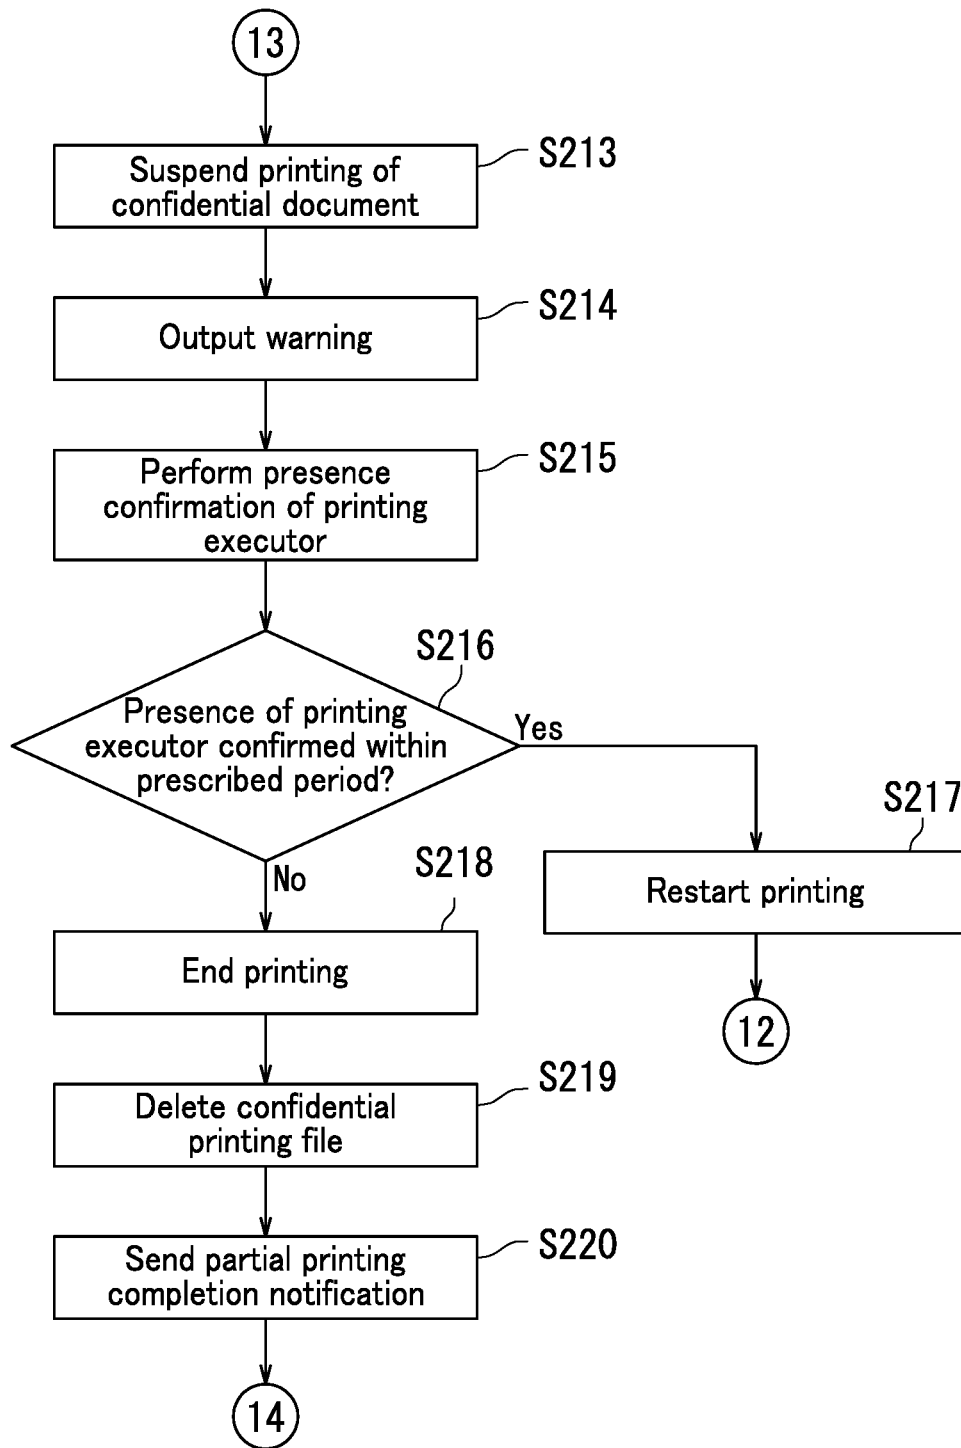 13
S213
Suspend printing of
confidential document
S214
Output warning
S215
Perform presence
confirmation of printing
executor
S216
Presence of printing
executor confirmed within
prescribed period?
Yes
No
S217
Restart printing
12
S218
End printing
S219
Delete confidential
printing file
S220
Send partial printing
completion notification
14